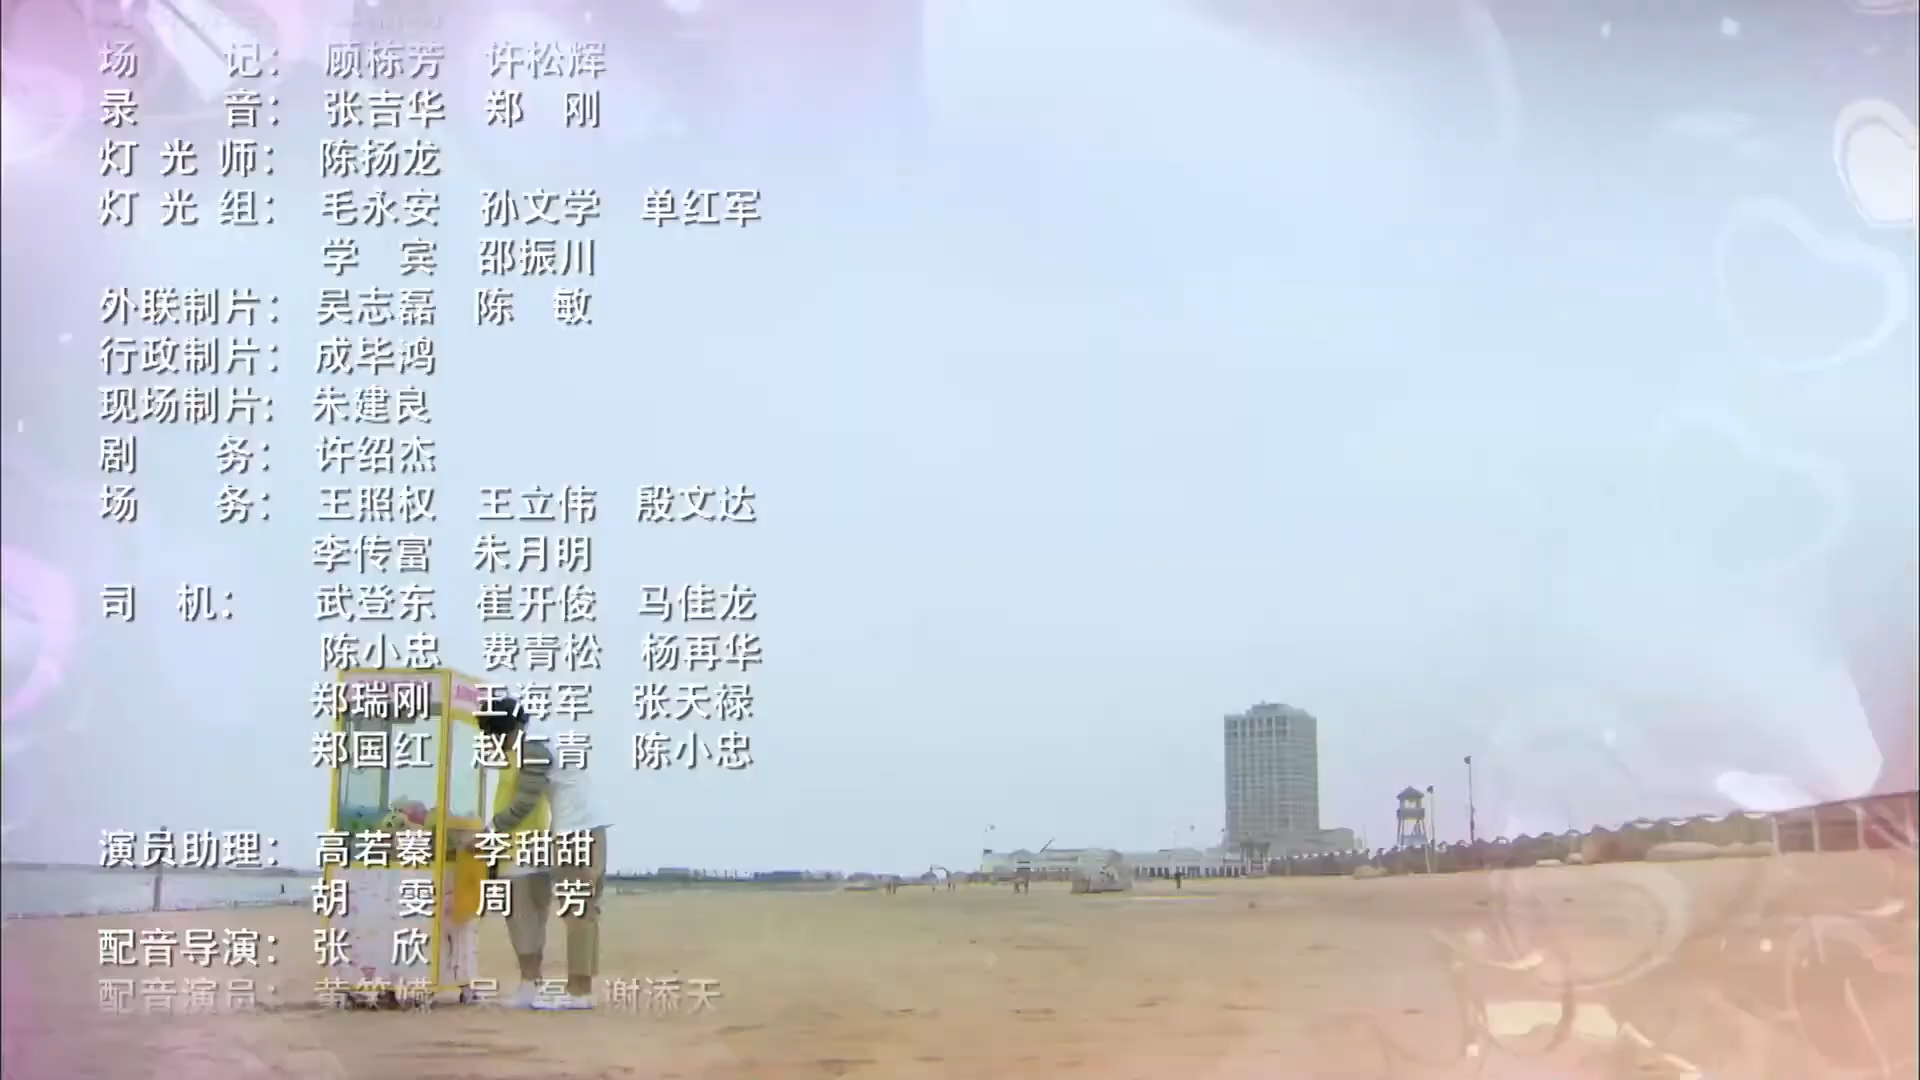 场 记： 顾栋芳 许松辉
录 音： 张吉华 郑 刚
灯 光 师： 陈扬龙
灯 光 组： 毛永安 孙文学 单红军
学 宾 邵振川
外联制片： 吴志磊 陈 敏
行政制片： 成毕鸿
现场制片： 朱建良
剧 务： 许绍杰
场 务： 王照权 王立伟 殷文达
李传富 朱月明
司 机： 武登东 崔开俊 马佳龙
陈小忠 费青松 杨再华
郑瑞刚 王海军 张天禄
郑国红 赵仁青 陈小忠
演员助理： 高若蓁 李甜甜
胡 雯 周 芳
配音导演： 张 欣
配音演员： 黄笑嬿 吴 磊 谢添天